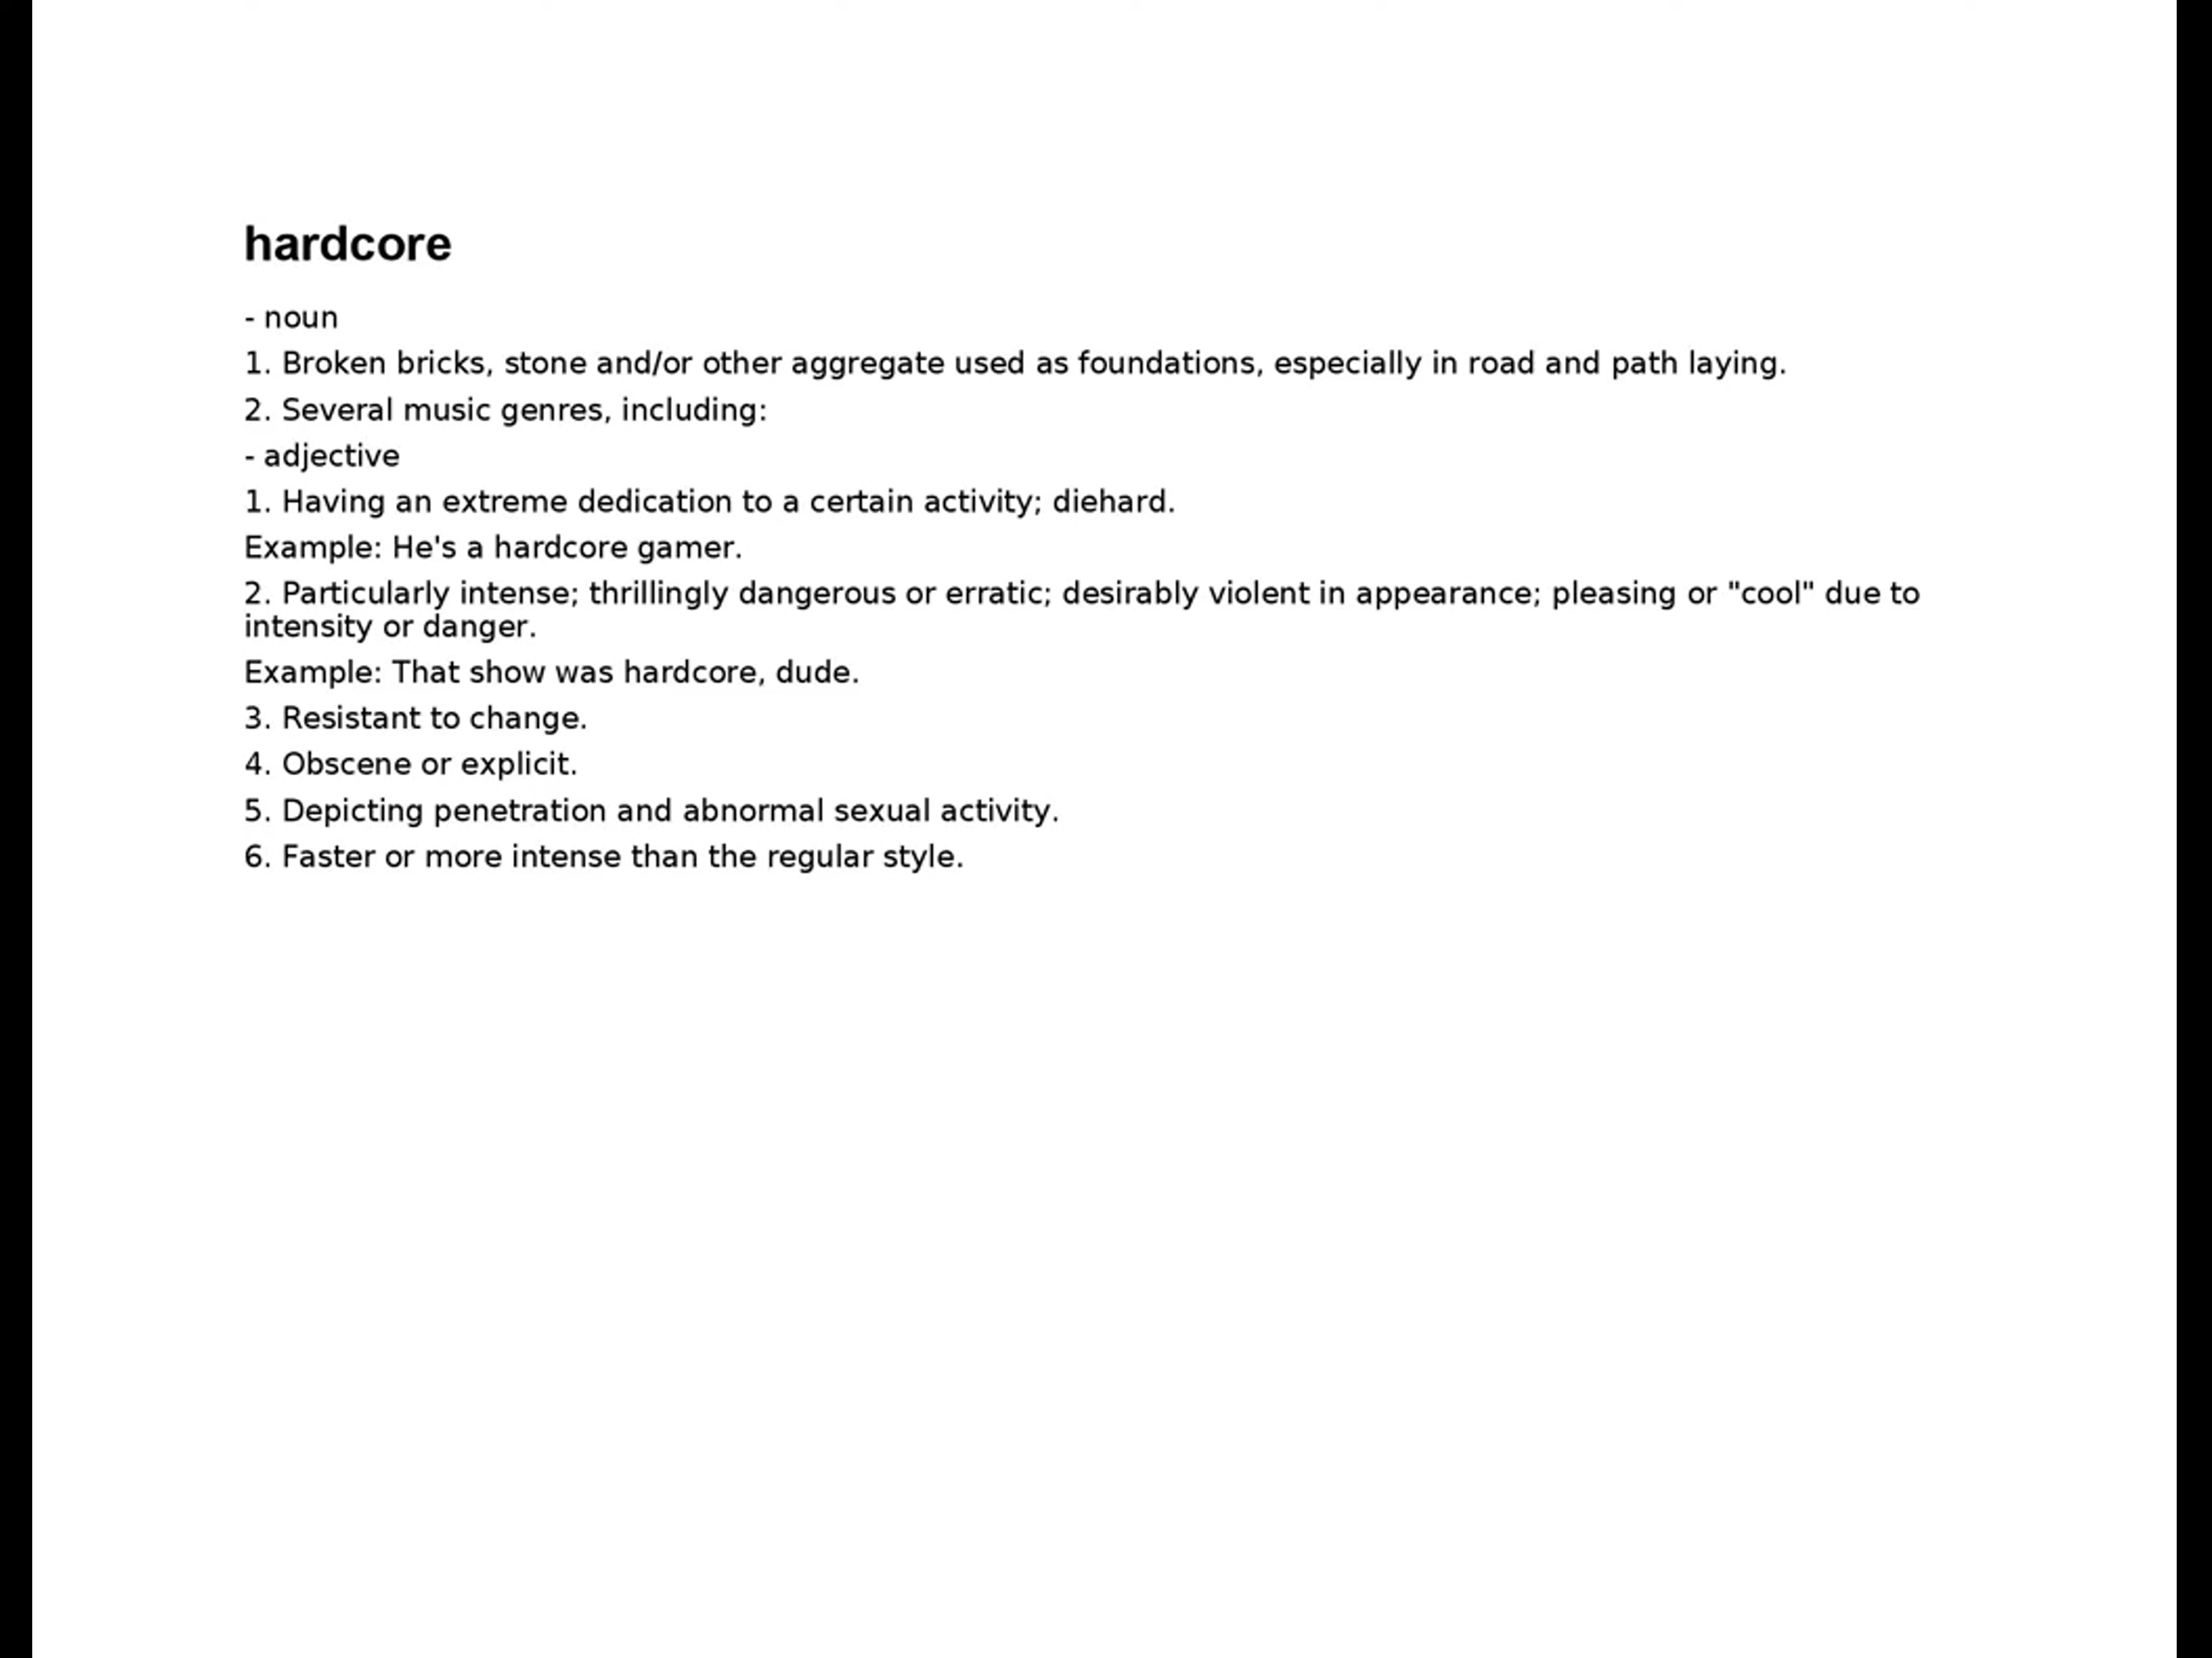 hardcore
- noun
1. Broken bricks, stone and/or other aggregate used as foundations, especially in road and path laying.
2. Several music genres, including:
- adjective
1. Having an extreme dedication to a certain activity; diehard.
Example: He's a hardcore gamer.
2. Particularly intense; thrillingly dangerous or erratic; desirably violent in appearance; pleasing or "cool" due to
intensity or danger.
Example: That show was hardcore, dude.
3. Resistant to change.
4. Obscene or explicit.
5. Depicting penetration and abnormal sexual activity.
6. Faster or more intense than the regular style.